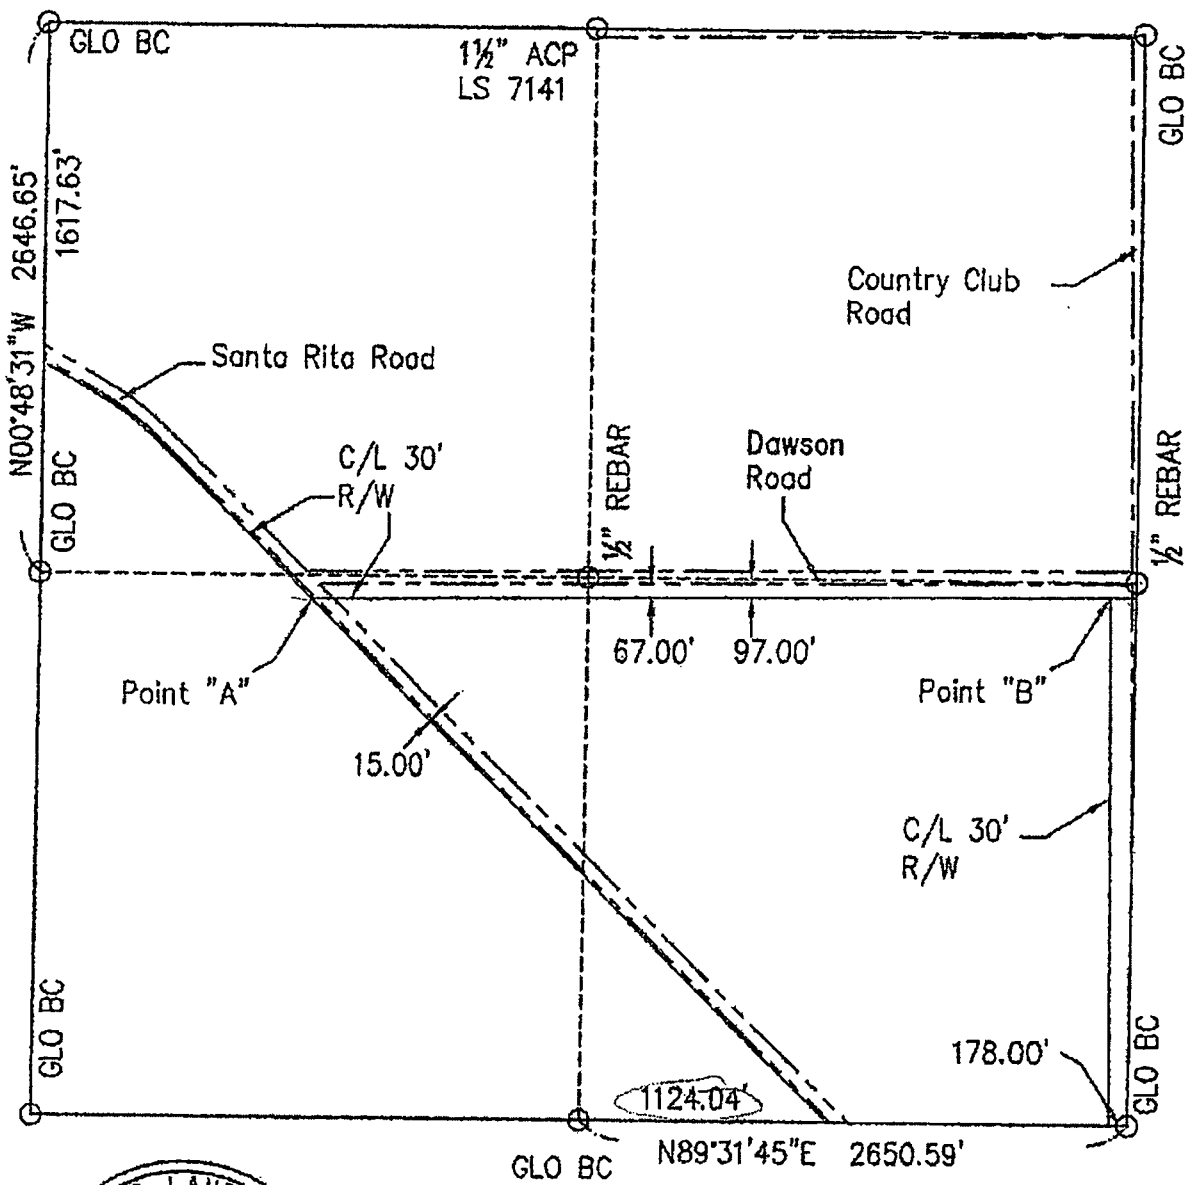 GLO BC
1½" ACP
LS 7141
GLO BC
N00°48'31"W 2646.65'
1617.63'
Country Club
Road
Santa Rita Road
C/L 30'
R/W
GLO BC
½" REBAR
Dawson
Road
½" REBAR
67.00'
97.00'
Point "A"
Point "B"
15.00'
C/L 30'
R/W
GLO BC
178.00'
GLO BC
1124.04'
N89°31'45"E 2650.59'
GLO BC
LAND